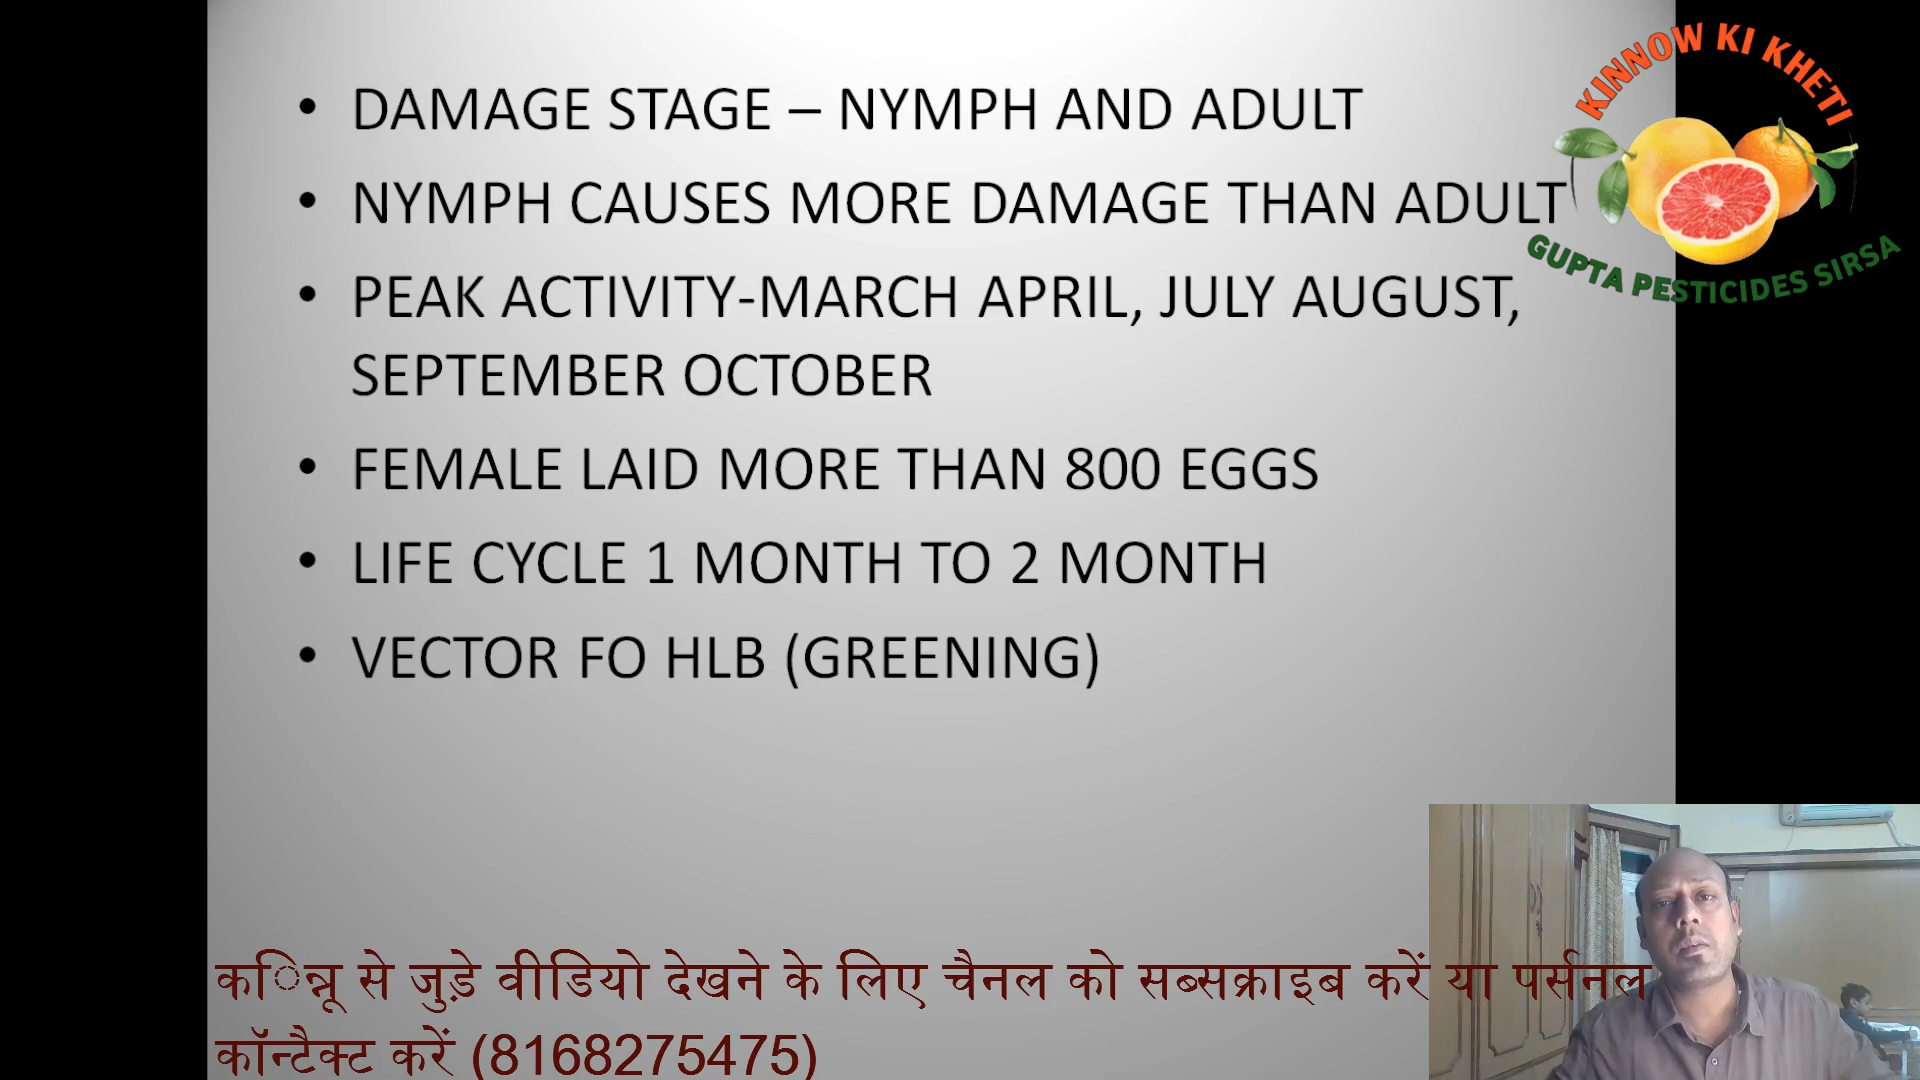 • DAMAGE STAGE – NYMPH AND ADULT
• NYMPH CAUSES MORE DAMAGE THAN ADULT
• PEAK ACTIVITY-MARCH APRIL, JULY AUGUST,
SEPTEMBER OCTOBER
• FEMALE LAID MORE THAN 800 EGGS
• LIFE CYCLE 1 MONTH TO 2 MONTH
• VECTOR FO HLB (GREENING)
KINNOW KI KHETI
GUPTA PESTICIDES SIRSA
कििन्नू से जुड़े वीडियो देखने के लिए चैनल को सब्सक्राइब करें या पर्सनल
कॉन्टैक्ट करें (8168275475)